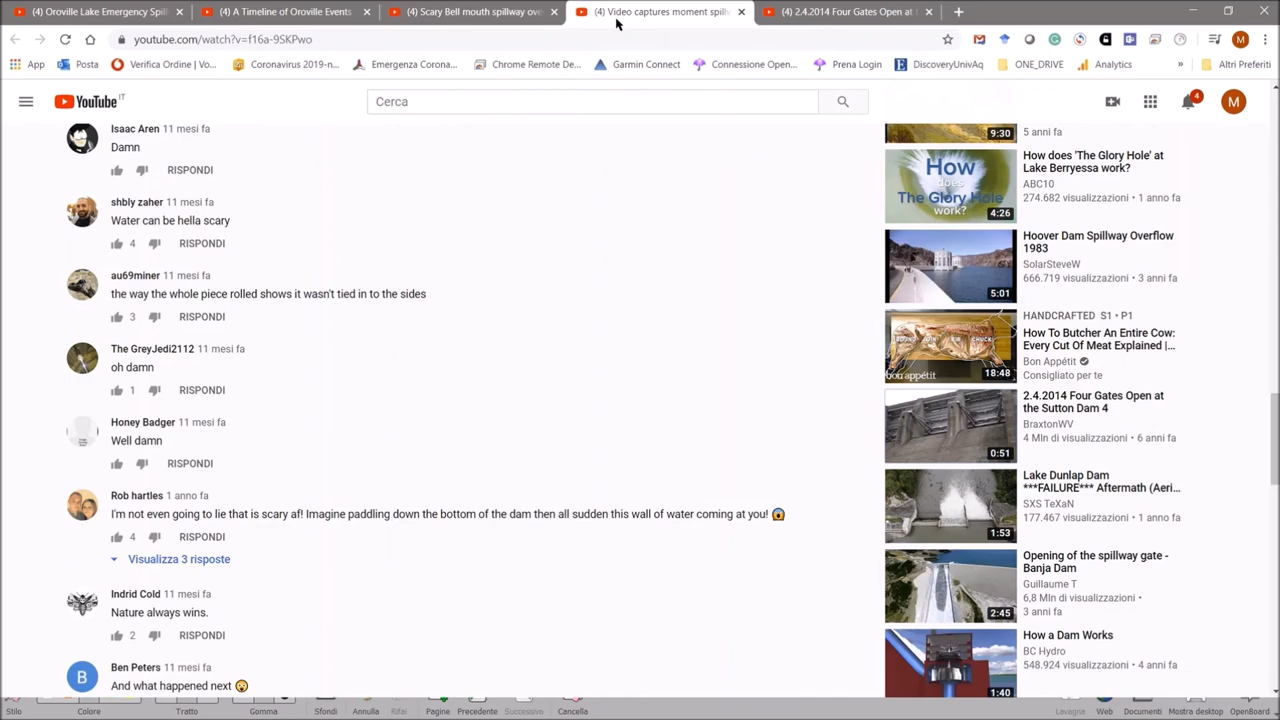 (4) Oroville Lake Emergency Spill
(4) A Timeline of Oroville Events
(4) Scary Bell mouth spillway ove
(4) Video captures moment spillw
(4) 2.4.2014 Four Gates Open at
youtube.com/watch?v=f16a-9SKPwo
App
Posta
Verifica Ordine | Vo...
Coronavirus 2019-n...
Emergenza Corona...
Chrome Remote De...
Garmin Connect
Connessione Open...
Prena Login
DiscoveryUnivAq
ONE_DRIVE
Analytics
»
Altri Preferiti
YouTube IT
Cerca
4
M
Isaac Aren 11 mesi fa
Damn
RISPONDI
shbly zaher 11 mesi fa
Water can be hella scary
4 RISPONDI
au69miner 11 mesi fa
the way the whole piece rolled shows it wasn't tied in to the sides
3 RISPONDI
The GreyJedi2112 11 mesi fa
oh damn
1 RISPONDI
Honey Badger 11 mesi fa
Well damn
RISPONDI
Rob hartles 1 anno fa
I'm not even going to lie that is scary af! Imagine paddling down the bottom of the dam then all sudden this wall of water coming at you! 😱
4 RISPONDI
Visualizza 3 risposte
Indrid Cold 11 mesi fa
Nature always wins.
2 RISPONDI
B
Ben Peters 11 mesi fa
And what happened next 😮
9:30
5 anni fa
How
does
The Glory Hole
work?
4:26
How does 'The Glory Hole' at
Lake Berryessa work?
ABC10
274.682 visualizzazioni • 1 anno fa
5:01
Hoover Dam Spillway Overflow
1983
SolarSteveW
666.719 visualizzazioni • 3 anni fa
ROUND
RIB
CHUCK
bon appétit
18:48
HANDCRAFTED S1 • P1
How To Butcher An Entire Cow:
Every Cut Of Meat Explained |...
Bon Appétit
Consigliato per te
0:51
2.4.2014 Four Gates Open at
the Sutton Dam 4
BraxtonWV
4 Mln di visualizzazioni • 6 anni fa
1:53
Lake Dunlap Dam
***FAILURE*** Aftermath (Aeri...
SXS TeXaN
177.467 visualizzazioni • 1 anno fa
2:45
Opening of the spillway gate -
Banja Dam
Guillaume T
6,8 Mln di visualizzazioni •
3 anni fa
1:40
How a Dam Works
BC Hydro
548.924 visualizzazioni • 4 anni fa
Stilo
Colore
Tratto
Gomma
Sfondi
Annulla
Rifai
Pagine
Precedente
Successivo
Cancella
Lavagna
Web
Documenti
Mostra desktop
OpenBoard